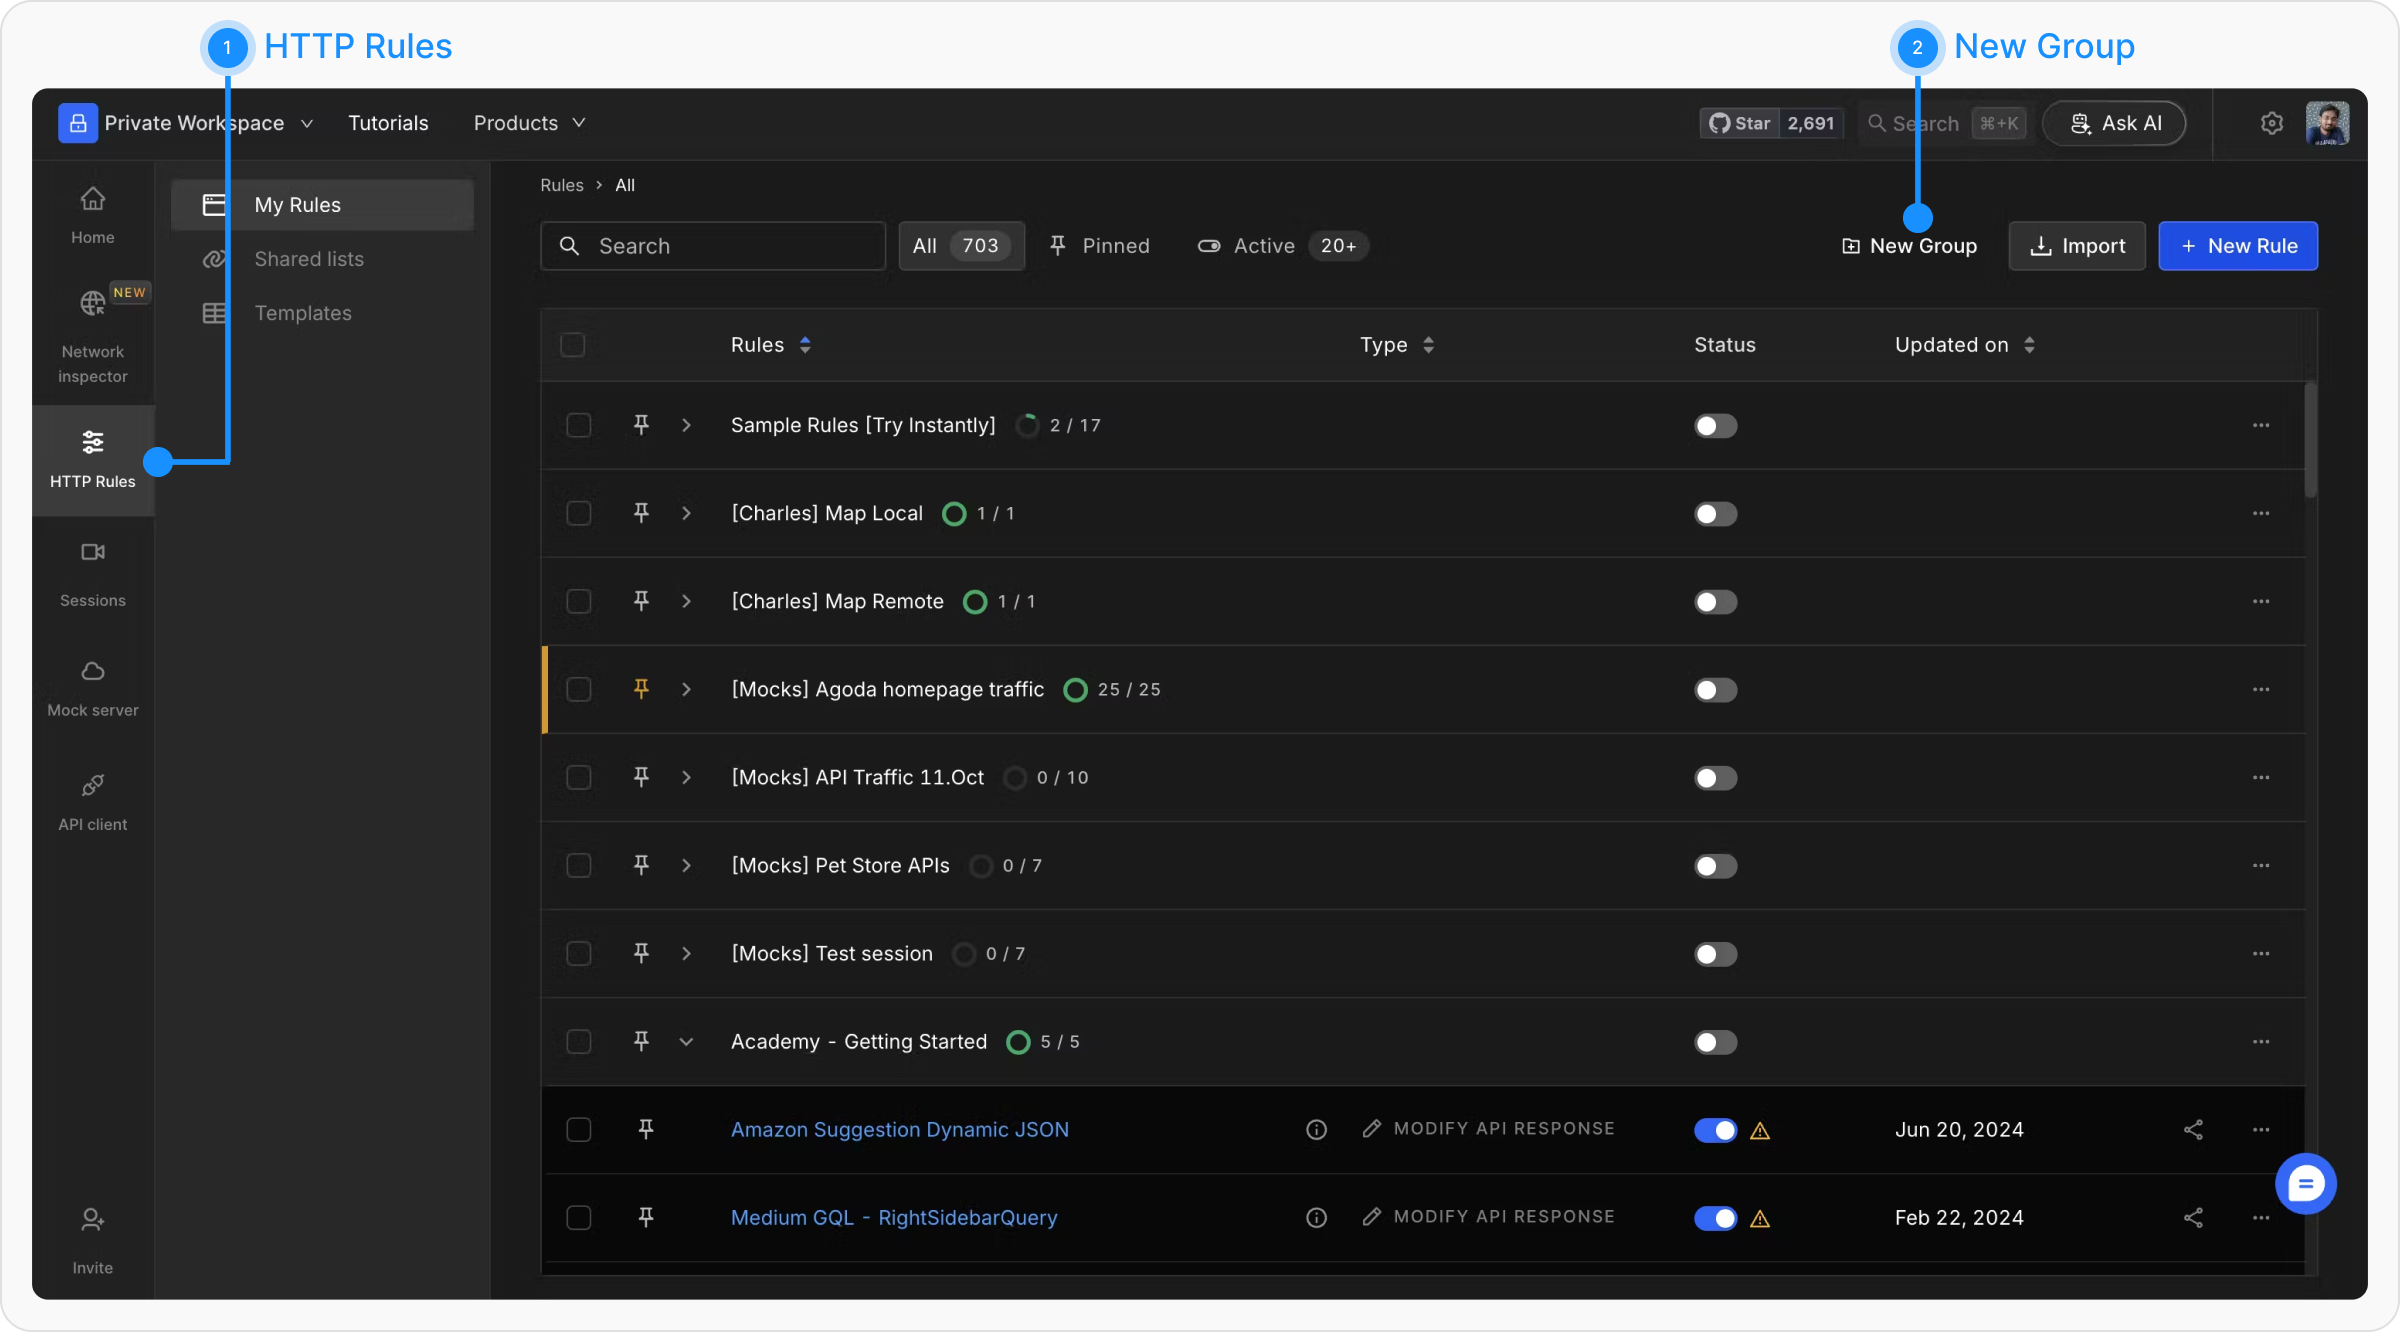 1 HTTP Rules
2 New Group
Private Workspace
Tutorials
Products
Star 2,691
Search ⌘+K
Ask AI
Home
NEW
Network
inspector
HTTP Rules
Sessions
Mock server
API client
Invite
My Rules
Shared lists
Templates
Rules > All
Search
All 703
Pinned
Active 20+
New Group
Import
+ New Rule
Rules Type Status Updated on
Sample Rules [Try Instantly] 2 / 17
[Charles] Map Local 1 / 1
[Charles] Map Remote 1 / 1
[Mocks] Agoda homepage traffic 25 / 25
[Mocks] API Traffic 11.Oct 0 / 10
[Mocks] Pet Store APIs 0 / 7
[Mocks] Test session 0 / 7
Academy - Getting Started 5 / 5
Amazon Suggestion Dynamic JSON MODIFY API RESPONSE Jun 20, 2024
Medium GQL - RightSidebarQuery MODIFY API RESPONSE Feb 22, 2024